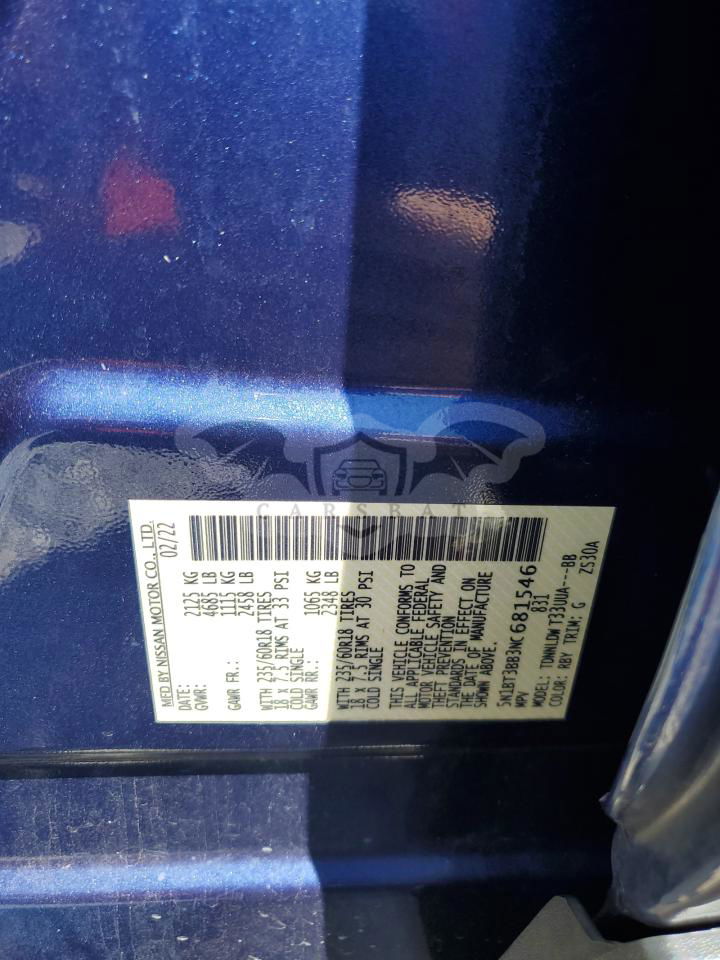 MFD BY NISSAN MOTOR CO., LTD.
DATE: 02/22
GVWR: 2125 KG
4685 LB
GAWR FR.: 1115 KG
2458 LB
WITH 235/60R18 TIRES
18 x 7.5 RIMS AT 33 PSI
COLD SINGLE
GAWR RR.: 1065 KG
2348 LB
WITH 235/60R18 TIRES
18 x 7.5 RIMS AT 30 PSI
COLD SINGLE
THIS VEHICLE CONFORMS TO
ALL APPLICABLE FEDERAL
MOTOR VEHICLE SAFETY AND
THEFT PREVENTION
STANDARDS IN EFFECT ON
THE DATE OF MANUFACTURE
SHOWN ABOVE.
5N1BT3BB3NC681546
MPV 831
MODEL: TDWNLDWT33UUA---BB
COLOR: RBY TRIM: G ZS30A
CARSBAT